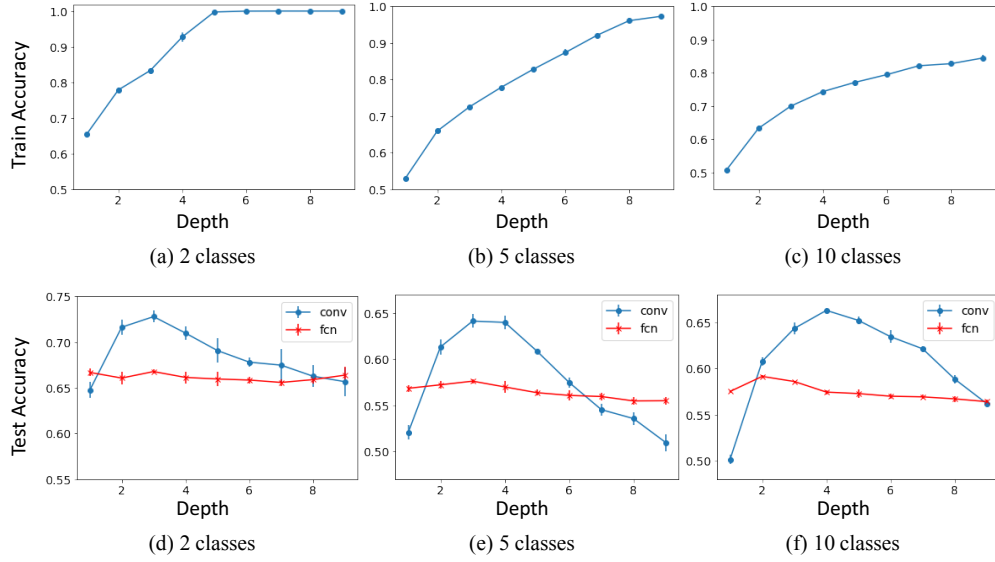 Train Accuracy
1.0
0.9
0.8
0.7
0.6
0.5
2 4 6 8
Depth
(a) 2 classes
1.0
0.9
0.8
0.7
0.6
0.5
2 4 6 8
Depth
(b) 5 classes
1.0
0.9
0.8
0.7
0.6
0.5
2 4 6 8
Depth
(c) 10 classes
Test Accuracy
0.75
0.70
0.65
0.60
0.55
conv
fcn
2 4 6 8
Depth
(d) 2 classes
0.65
0.60
0.55
0.50
conv
fcn
2 4 6 8
Depth
(e) 5 classes
0.65
0.60
0.55
0.50
conv
fcn
2 4 6 8
Depth
(f) 10 classes